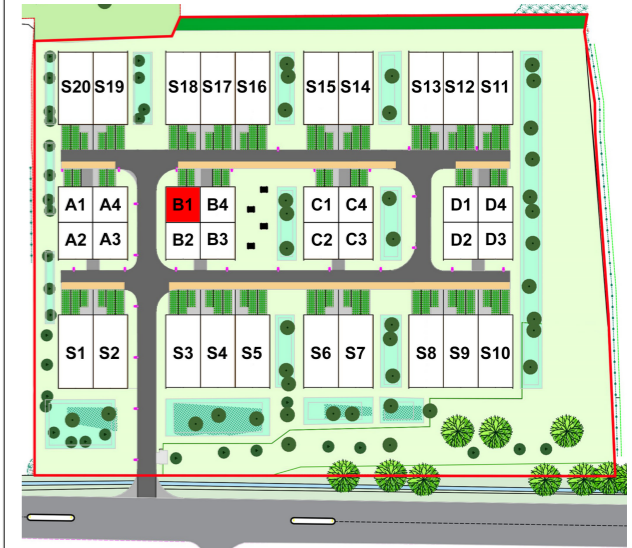 S20 S19 S18 S17 S16 S15 S14 S13 S12 S11
A1 A4 B1 B4 C1 C4 D1 D4
A2 A3 B2 B3 C2 C3 D2 D3
S1 S2 S3 S4 S5 S6 S7 S8 S9 S10